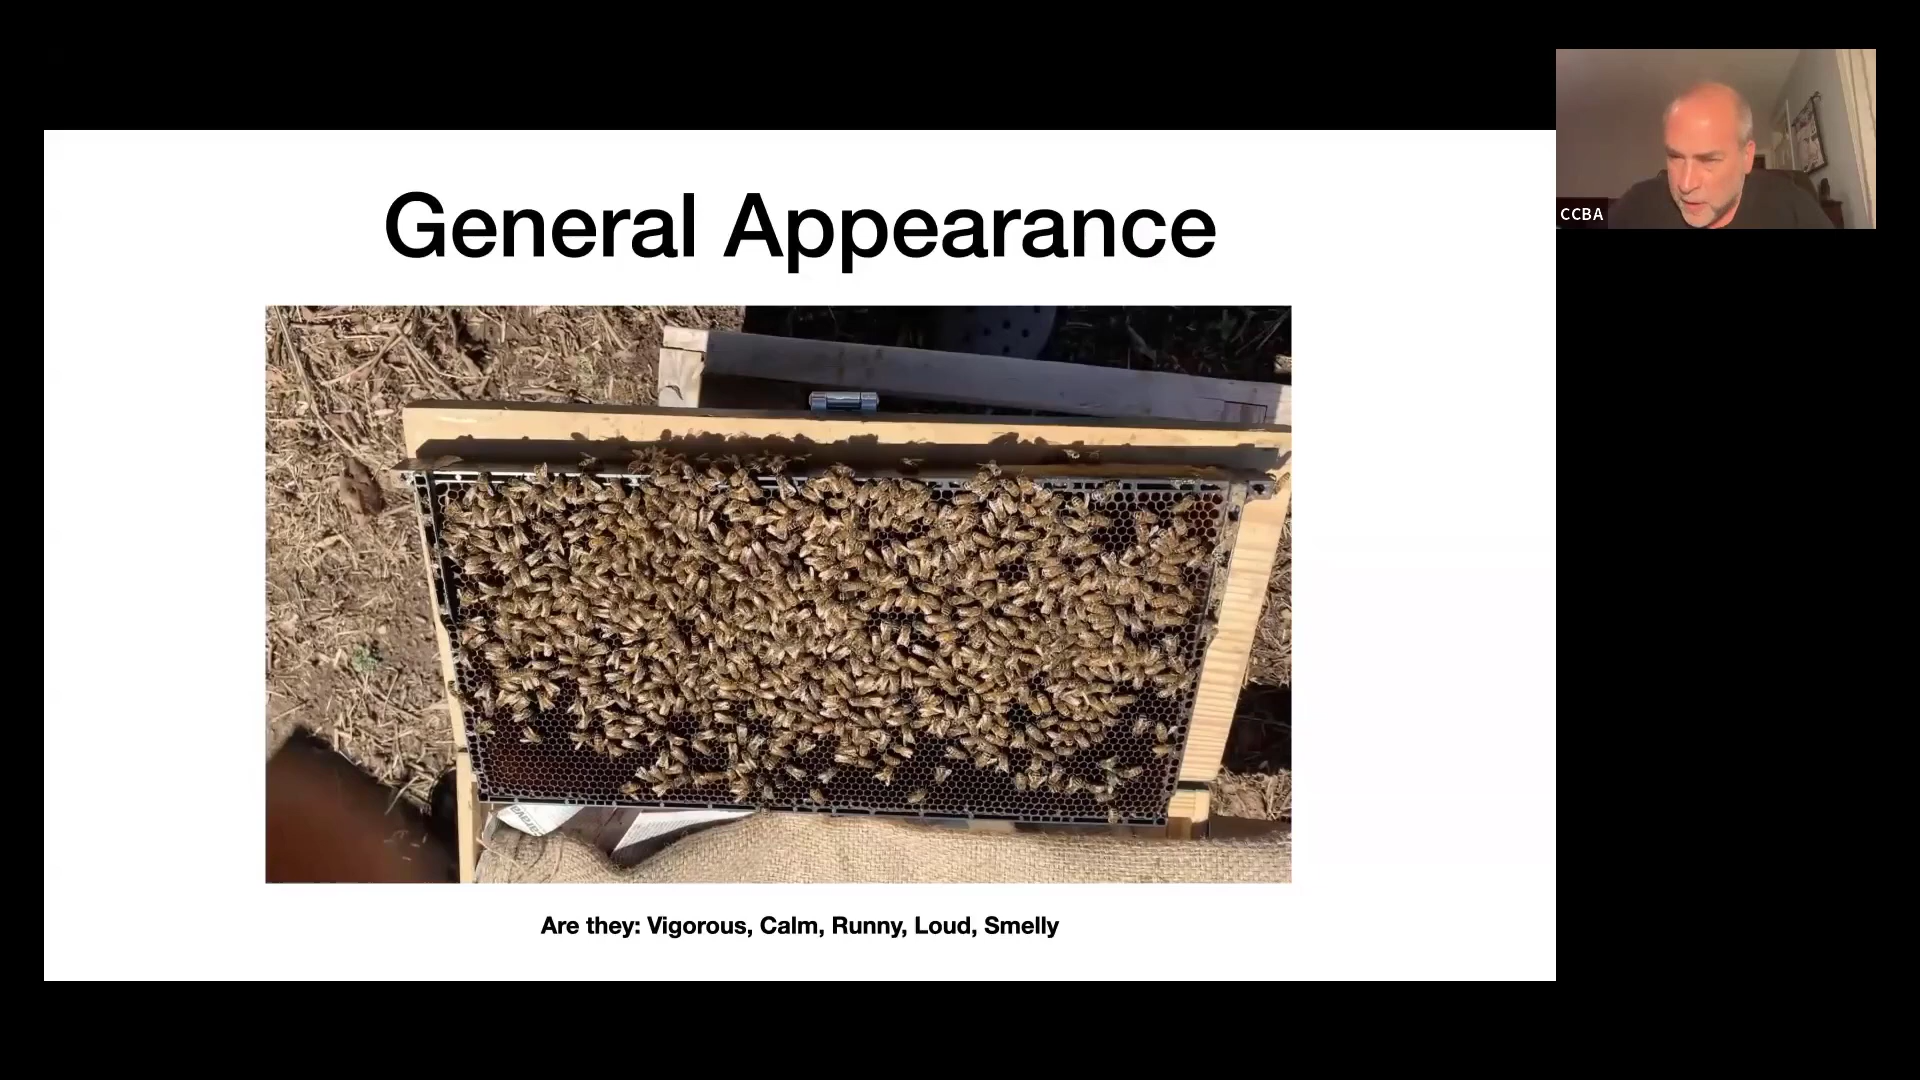 General Appearance
CCBA
Are they: Vigorous, Calm, Runny, Loud, Smelly